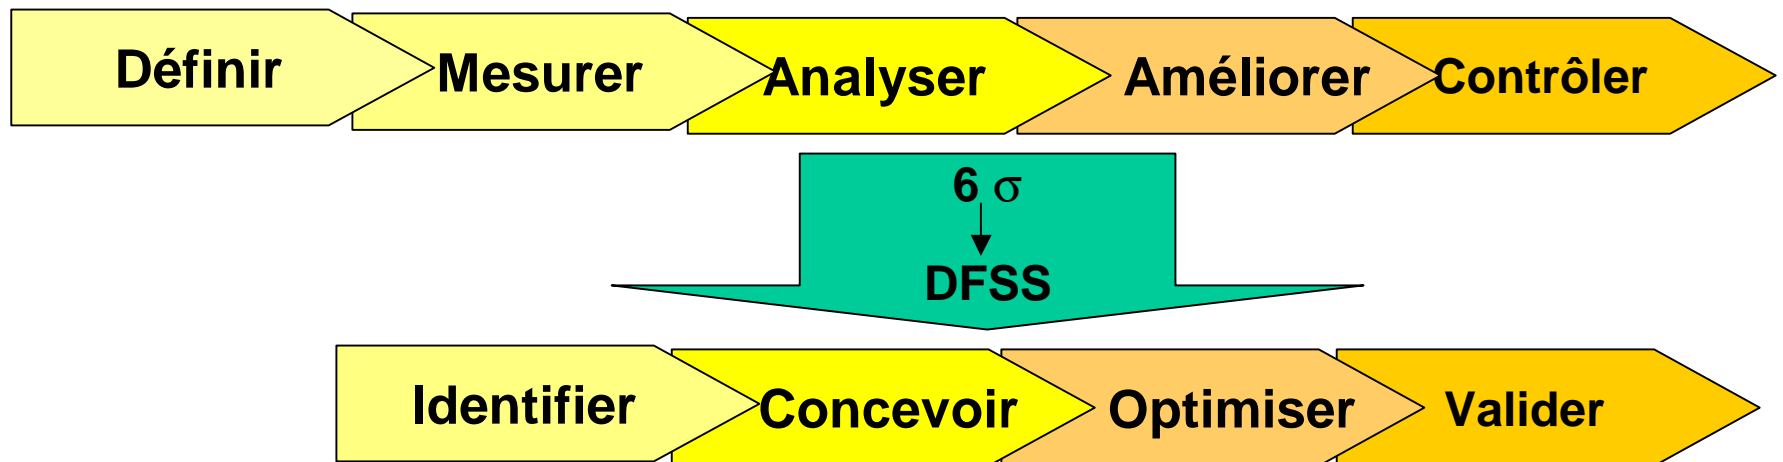 Définir Mesurer Analyser Améliorer Contrôler
6 σ
DFSS
Identifier Concevoir Optimiser Valider